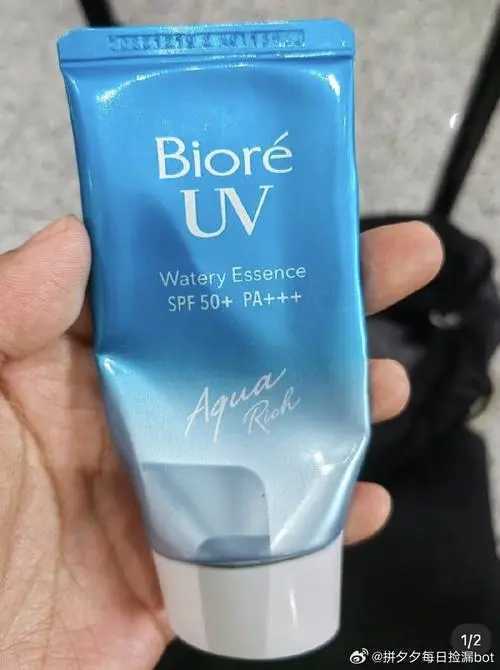 Bioré
UV
Watery Essence
SPF 50+ PA+++
Aqua
Rich
1/2
@拼夕夕每日捡漏bot